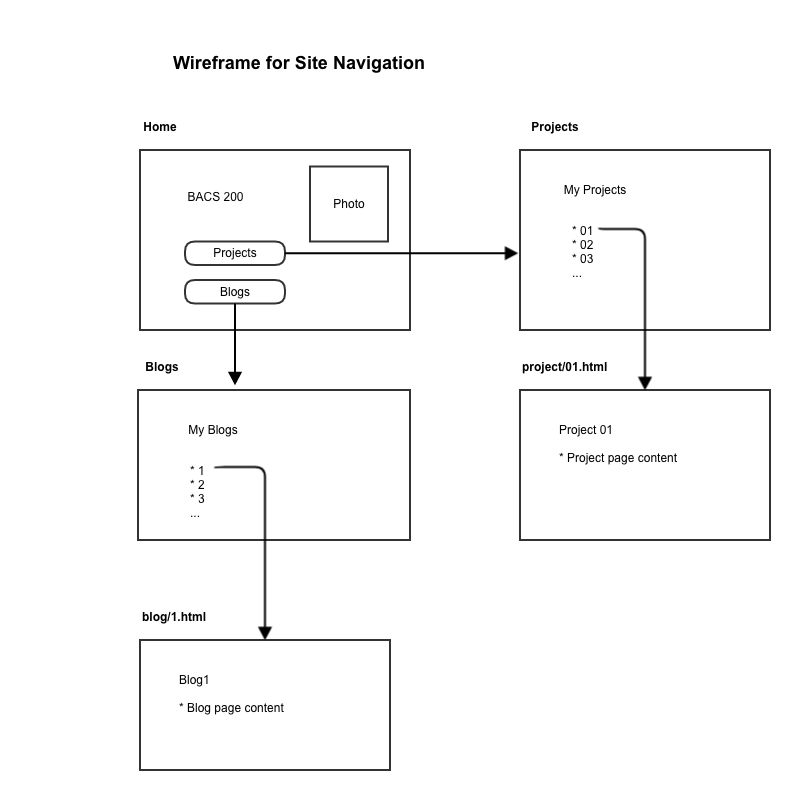 Wireframe for Site Navigation
Home
BACS 200
Photo
Projects
Blogs
Projects
My Projects
* 01
* 02
* 03
...
Blogs
My Blogs
* 1
* 2
* 3
...
project/01.html
Project 01
* Project page content
blog/1.html
Blog1
* Blog page content